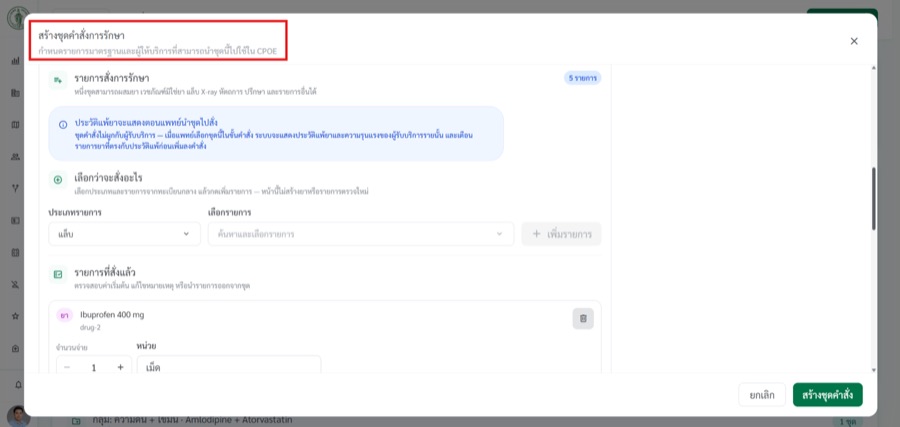 สร้างชุดคำสั่งการรักษา
กำหนดรายการมาตรฐานและผู้ให้บริการที่สามารถนำชุดนี้ไปใช้ใน CPOE
รายการสั่งการรักษา
5 รายการ
หนึ่งชุดสามารถผสมยา เวชภัณฑ์มิใช่ยา แล็บ X-ray หัตถการ ปรึกษา และรายการอื่นได้
ประวัติแพ้ยาจะแสดงตอนแพทย์นำชุดไปสั่ง
ชุดคำสั่งไม่ผูกกับผู้รับบริการ — เมื่อแพทย์เลือกชุดนี้ในชั้นคำสั่ง ระบบจะแสดงประวัติแพ้ยาและความรุนแรงของผู้รับบริการรายนั้น และเตือน
รายการยาที่ตรงกับประวัติแพ้ก่อนเพิ่มลงคำสั่ง
เลือกว่าจะสั่งอะไร
เลือกประเภทและรายการจากทะเบียนกลาง แล้วกดเพิ่มรายการ — หน้านี้ไม่สร้างยาหรือรายการตรวจใหม่
ประเภทรายการ
เลือกรายการ
แล็บ
ค้นหาและเลือกรายการ
+ เพิ่มรายการ
รายการที่สั่งแล้ว
ตรวจสอบค่าเริ่มต้น แก้ไขหมายเหตุ หรือนำรายการออกจากชุด
ยา
Ibuprofen 400 mg
drug-2
จำนวนจ่าย
หน่วย
− 1 +
เม็ด
ยกเลิก
สร้างชุดคำสั่ง
กลุ่ม: ความดัน + ไขมัน · Amlodipine + Atorvastatin
1 ชุด